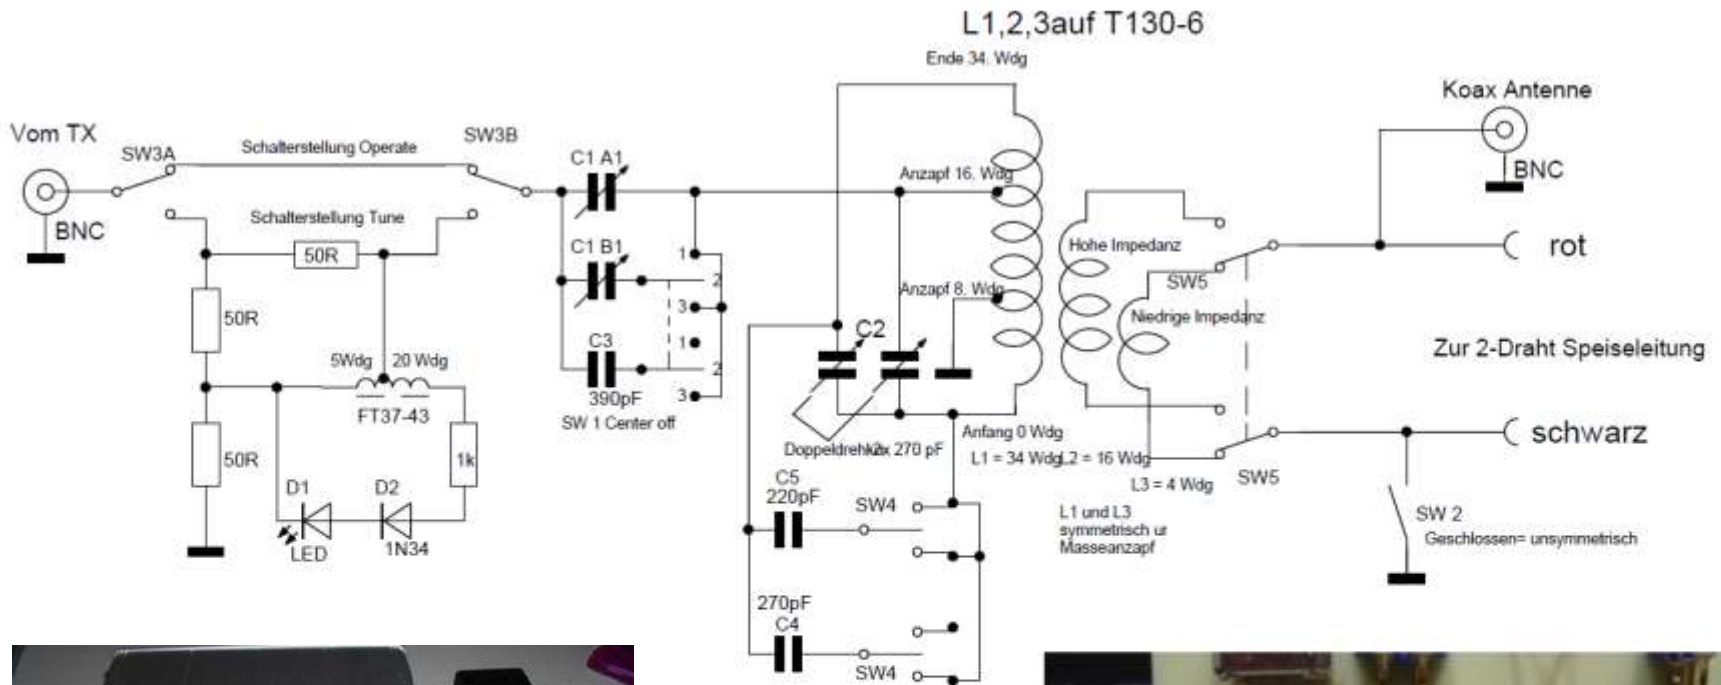 L1,2,3auf T130-6
Ende 34. Wdg
Koax Antenne
BNC
Vom TX
BNC
SW3A
Schalterstellung Operate
SW3B
Schalterstellung Tune
50R
50R
50R
5Wdg
20 Wdg
FT37-43
1k
D1
LED
D2
1N34
C1 A1
C1 B1
C3
390pF
SW 1 Center off
1
2
3
1
2
3
Anzapf 16. Wdg
Anzapf 8. Wdg
C2
Doppeldrehko
2x 270 pF
Anfang 0 Wdg
L1 = 34 Wdg
L2 = 16 Wdg
L3 = 4 Wdg
L1 und L3
symmetrisch ur
Masseanzapf
Hohe Impedanz
Niedrige Impedanz
SW5
SW5
rot
Zur 2-Draht Speiseleitung
schwarz
SW 2
Geschlossen= unsymmetrisch
C5
220pF
SW4
270pF
C4
SW4